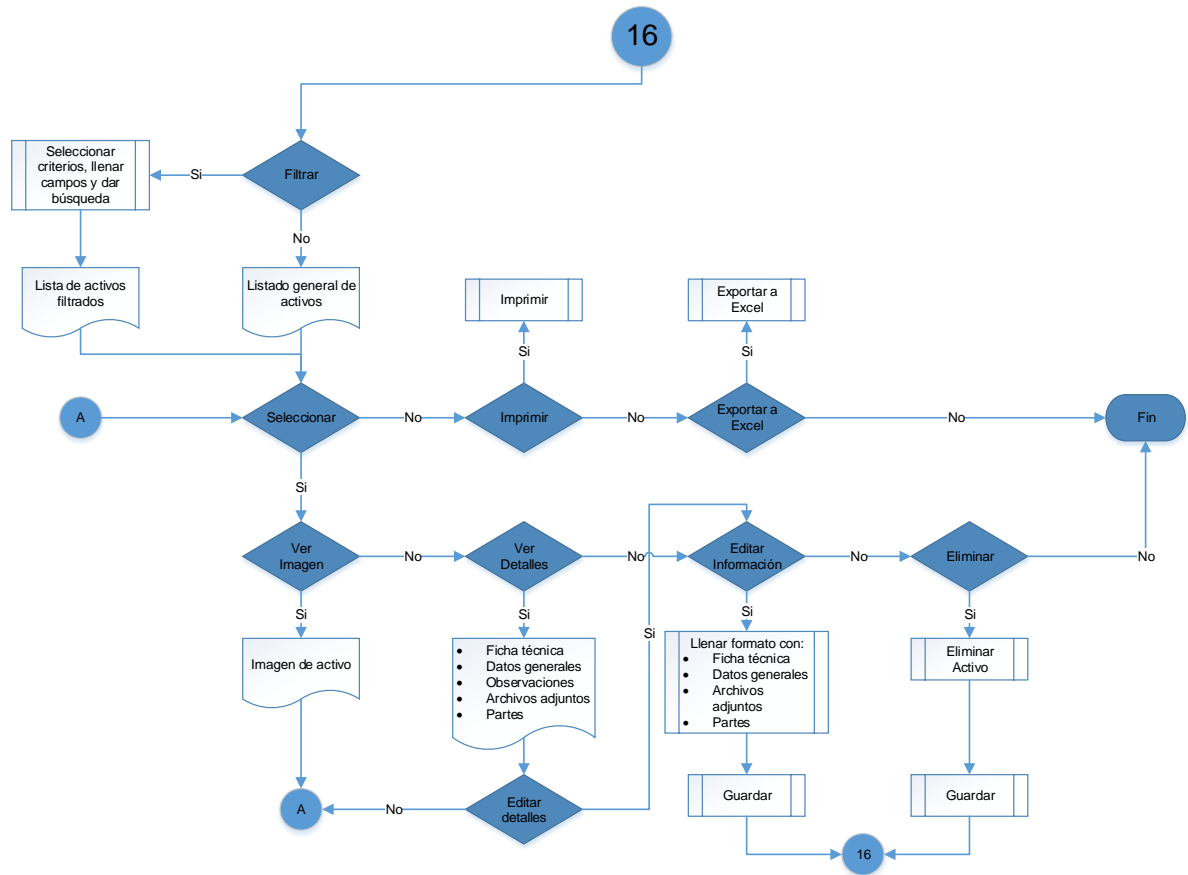 16
Seleccionar
criterios, llenar
campos y dar
búsqueda
Si
Filtrar
No
Lista de activos
filtrados
Listado general de
activos
Imprimir
Exportar a
Excel
Si
Si
A
Seleccionar
No
Imprimir
No
Exportar a
Excel
No
Fin
Si
Ver
Imagen
No
Ver
Detalles
No
Editar
Información
No
Eliminar
No
Si
Si
Si
Si
Si
Imagen de activo
• Ficha técnica
• Datos generales
• Observaciones
• Archivos adjuntos
• Partes
Llenar formato con:
• Ficha técnica
• Datos generales
• Archivos
adjuntos
• Partes
Eliminar
Activo
A
No
Editar
detalles
Guardar
Guardar
16